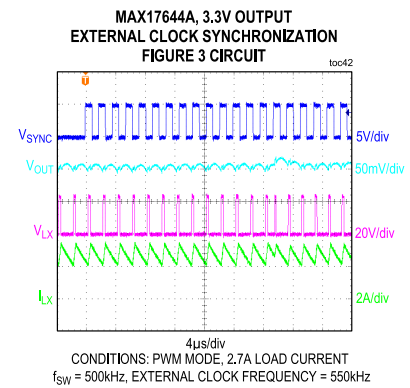 MAX17644A, 3.3V OUTPUT
EXTERNAL CLOCK SYNCHRONIZATION
FIGURE 3 CIRCUIT
toc42
T
VSYNC 5V/div
VOUT 50mV/div
VLX 20V/div
ILX 2A/div
4µs/div
CONDITIONS: PWM MODE, 2.7A LOAD CURRENT
fSW = 500kHz, EXTERNAL CLOCK FREQUENCY = 550kHz